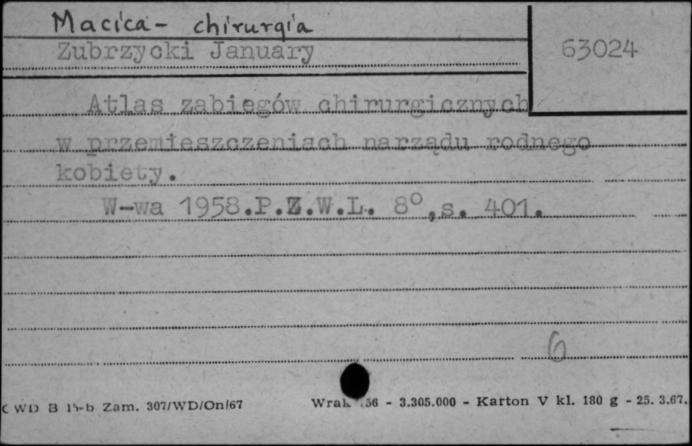 Macica - chirurgia
Zubrzycki January
63024
Atlas zabiegów chirurgicznych
w przemieszczeniach narządu rodnego
kobiety.
W-wa 1958.P.Z.W.L. 8°,s. 401.
6
CWD B 15-b Zam. 307/WD/On/67
56 - 3.305.000 - Karton V kl. 180 g - 25. 3.67.